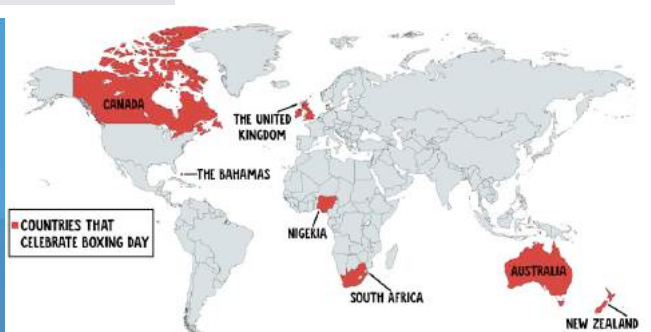 CANADA
THE UNITED
KINGDOM
THE BAHAMAS
COUNTRIES THAT
CELEBRATE BOXING DAY
NIGERIA
SOUTH AFRICA
AUSTRALIA
NEW ZEALAND